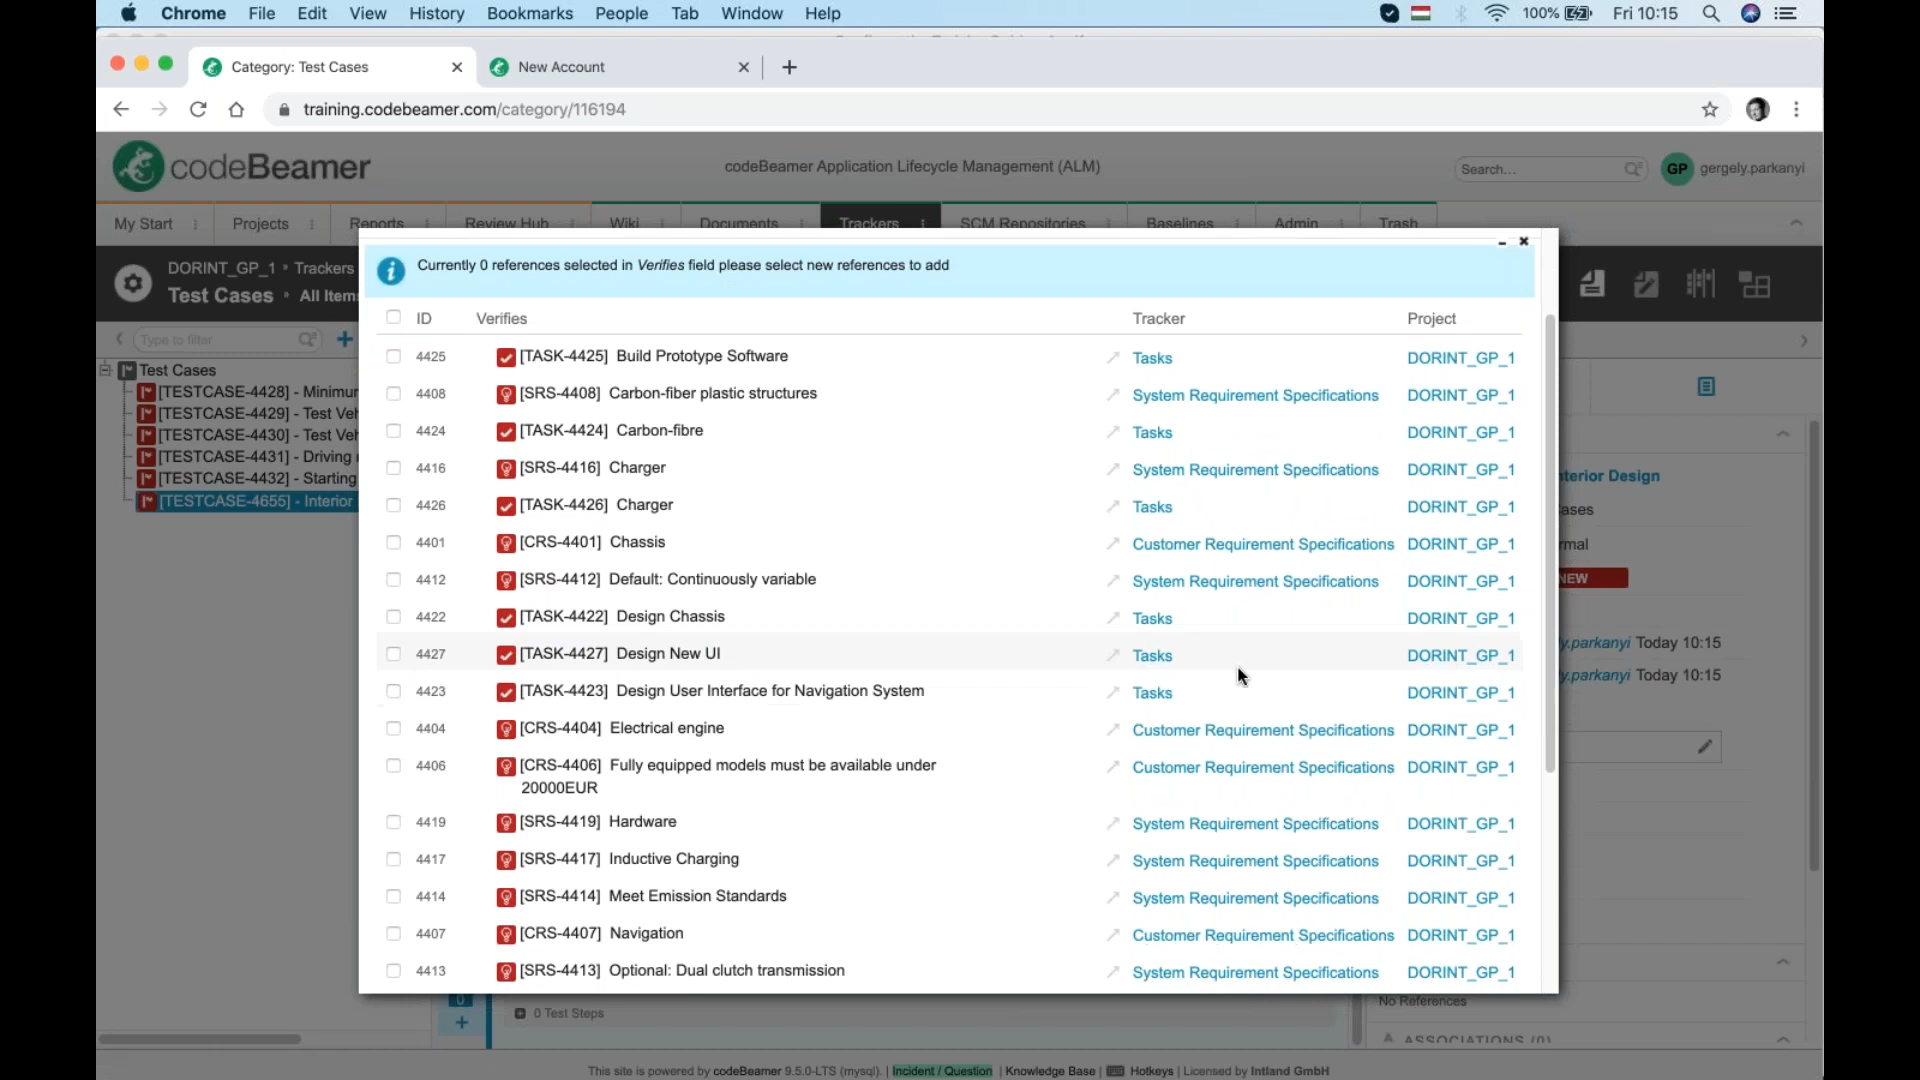 Chrome File Edit View History Bookmarks People Tab Window Help 100% Fri 10:15
Category: Test Cases New Account
training.codebeamer.com/category/116194
codeBeamer codeBeamer Application Lifecycle Management (ALM) Search... GP gergely.parkanyi
My Start Projects Reports Review Hub Wiki Documents Trackers SCM Repositories Baselines Admin Trash
DORINT_GP_1 • Trackers
Test Cases • All Item
Type to filter
Test Cases
[TESTCASE-4428] - Minimur
[TESTCASE-4429] - Test Veh
[TESTCASE-4430] - Test Veh
[TESTCASE-4431] - Driving
[TESTCASE-4432] - Starting
[TESTCASE-4655] - Interior
Currently 0 references selected in Verifies field please select new references to add
ID Verifies Tracker Project
4425 [TASK-4425] Build Prototype Software Tasks DORINT_GP_1
4408 [SRS-4408] Carbon-fiber plastic structures System Requirement Specifications DORINT_GP_1
4424 [TASK-4424] Carbon-fibre Tasks DORINT_GP_1
4416 [SRS-4416] Charger System Requirement Specifications DORINT_GP_1
4426 [TASK-4426] Charger Tasks DORINT_GP_1
4401 [CRS-4401] Chassis Customer Requirement Specifications DORINT_GP_1
4412 [SRS-4412] Default: Continuously variable System Requirement Specifications DORINT_GP_1
4422 [TASK-4422] Design Chassis Tasks DORINT_GP_1
4427 [TASK-4427] Design New UI Tasks DORINT_GP_1
4423 [TASK-4423] Design User Interface for Navigation System Tasks DORINT_GP_1
4404 [CRS-4404] Electrical engine Customer Requirement Specifications DORINT_GP_1
4406 [CRS-4406] Fully equipped models must be available under Customer Requirement Specifications DORINT_GP_1
20000EUR
4419 [SRS-4419] Hardware System Requirement Specifications DORINT_GP_1
4417 [SRS-4417] Inductive Charging System Requirement Specifications DORINT_GP_1
4414 [SRS-4414] Meet Emission Standards System Requirement Specifications DORINT_GP_1
4407 [CRS-4407] Navigation Customer Requirement Specifications DORINT_GP_1
4413 [SRS-4413] Optional: Dual clutch transmission System Requirement Specifications DORINT_GP_1
nterior Design
ases
rmal
NEW
y.parkanyi Today 10:15
y.parkanyi Today 10:15
0
0 Test Steps
No References
ASSOCIATIONS (0)
This site is powered by codeBeamer 9.5.0-LTS (mysql). | Incident / Question | Knowledge Base | Hotkeys | Licensed by Intland GmbH